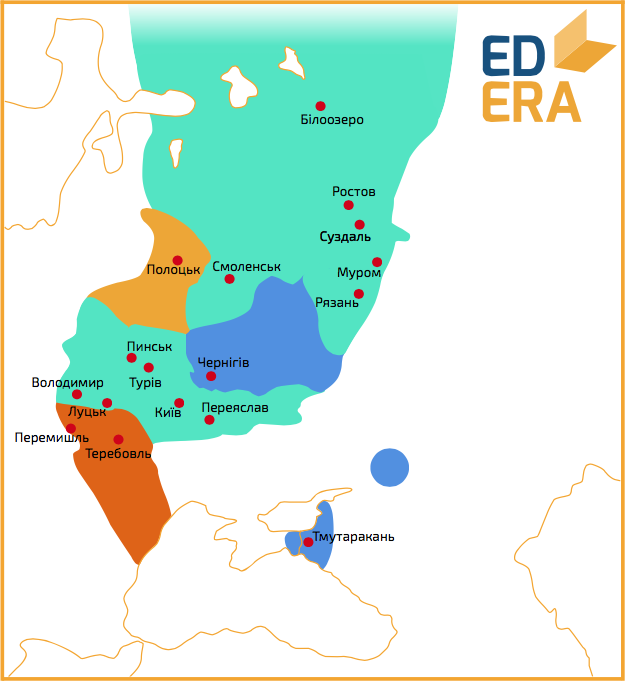 ED
ERA
Білоозеро
Ростов
Суздаль
Муром
Рязань
Полоцьк
Смоленськ
Пинськ
Турів
Чернігів
Володимир
Луцьк
Київ
Переяслав
Перемишль
Теребовль
Тмутаракань